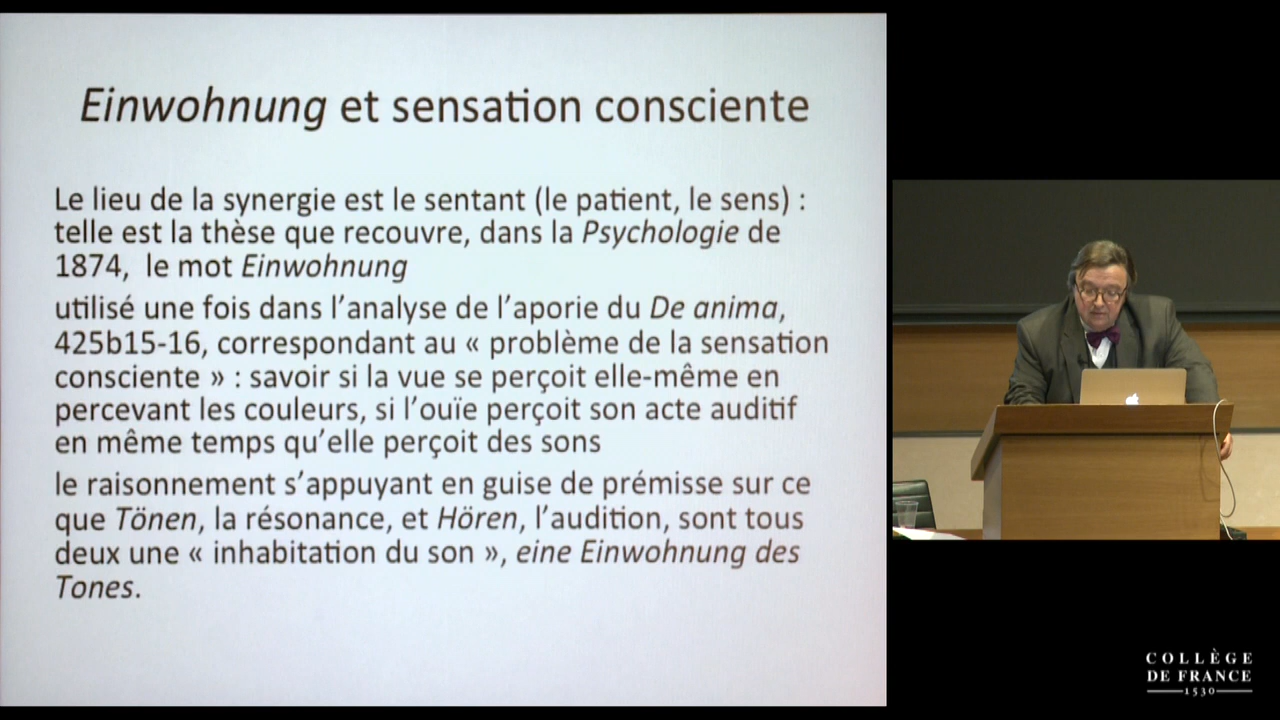 Einwohnung et sensation consciente
Le lieu de la synergie est le sentant (le patient, le sens) :
telle est la thèse que recouvre, dans la Psychologie de
1874, le mot Einwohnung
utilisé une fois dans l’analyse de l’aporie du De anima,
425b15-16, correspondant au « problème de la sensation
consciente » : savoir si la vue se perçoit elle-même en
percevant les couleurs, si l’ouïe perçoit son acte auditif
en même temps qu’elle perçoit des sons
le raisonnement s’appuyant en guise de prémisse sur ce
que Tönen, la résonance, et Hören, l’audition, sont tous
deux une « inhabitation du son », eine Einwohnung des
Tones.
COLLÈGE
DE FRANCE
1530